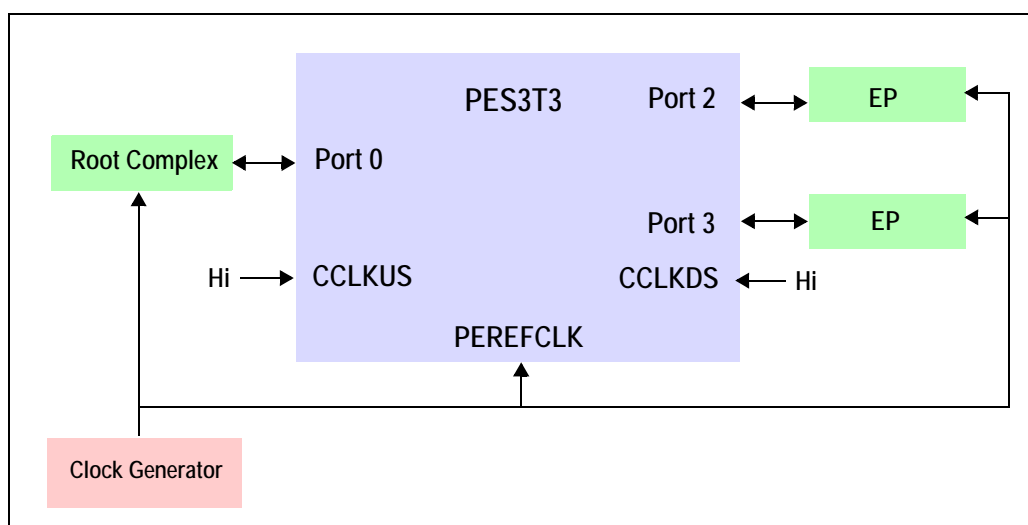 PES3T3
Port 2
EP
Root Complex
Port 0
Port 3
EP
Hi
CCLKUS
CCLKDS
Hi
PEREFCLK
Clock Generator